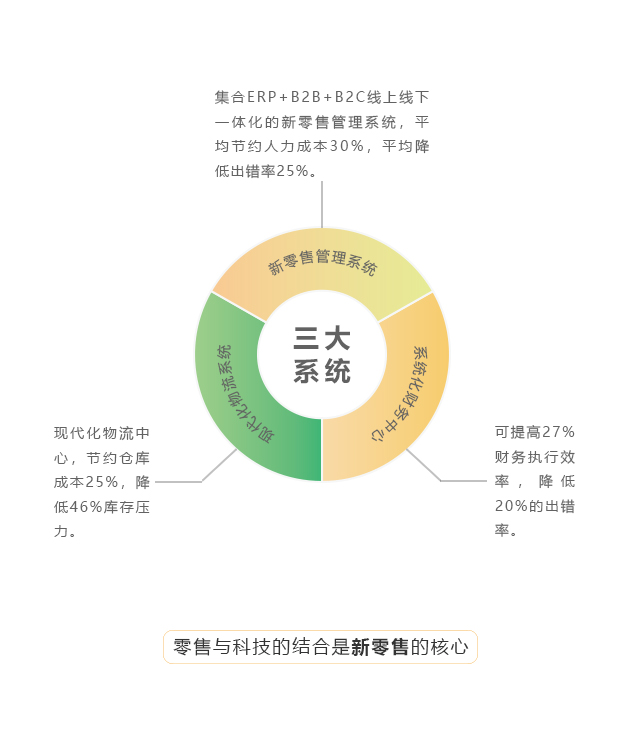 集合ERP+B2B+B2C线上线下
一体化的新零售管理系统，平
均节约人力成本30%，平均降
低出错率25%。
新零售管理系统
三大
系统
现代化物流系统
系统化财务中心
现代化物流中
心，节约仓库
成本25%，降
低46%库存压
力。
可提高27%
财务执行效
率，降低
20%的出错
率。
零售与科技的结合是新零售的核心